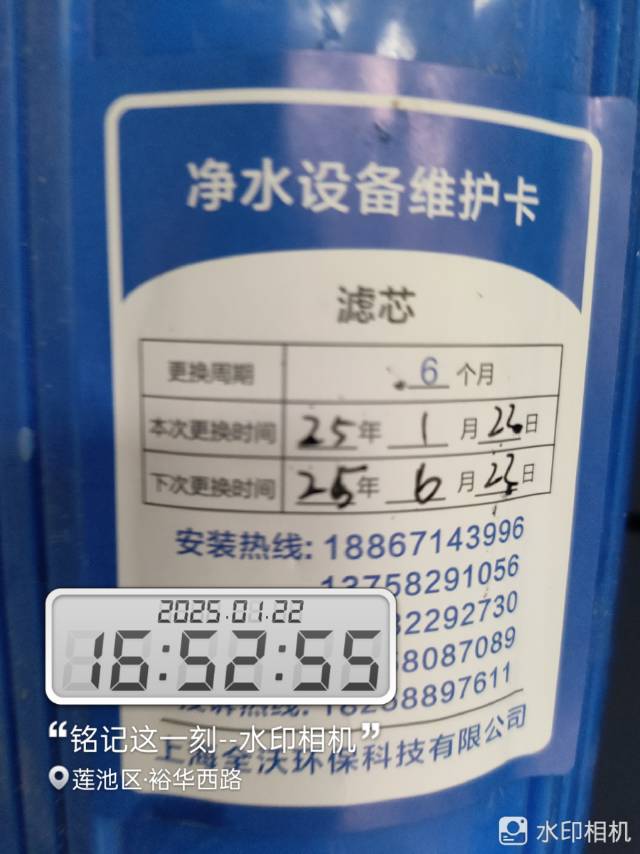 净水设备维护卡
滤芯
更换周期 6 个月
本次更换时间 25年 1月 22日
下次更换时间 25年 6月 23日
安装热线: 18867143996
13758291056
82292730
8087089
2025.01.22
16:52:55
“铭记这一刻--水印相机”
上海全沃环保科技有限公司
莲池区·裕华西路
水印相机